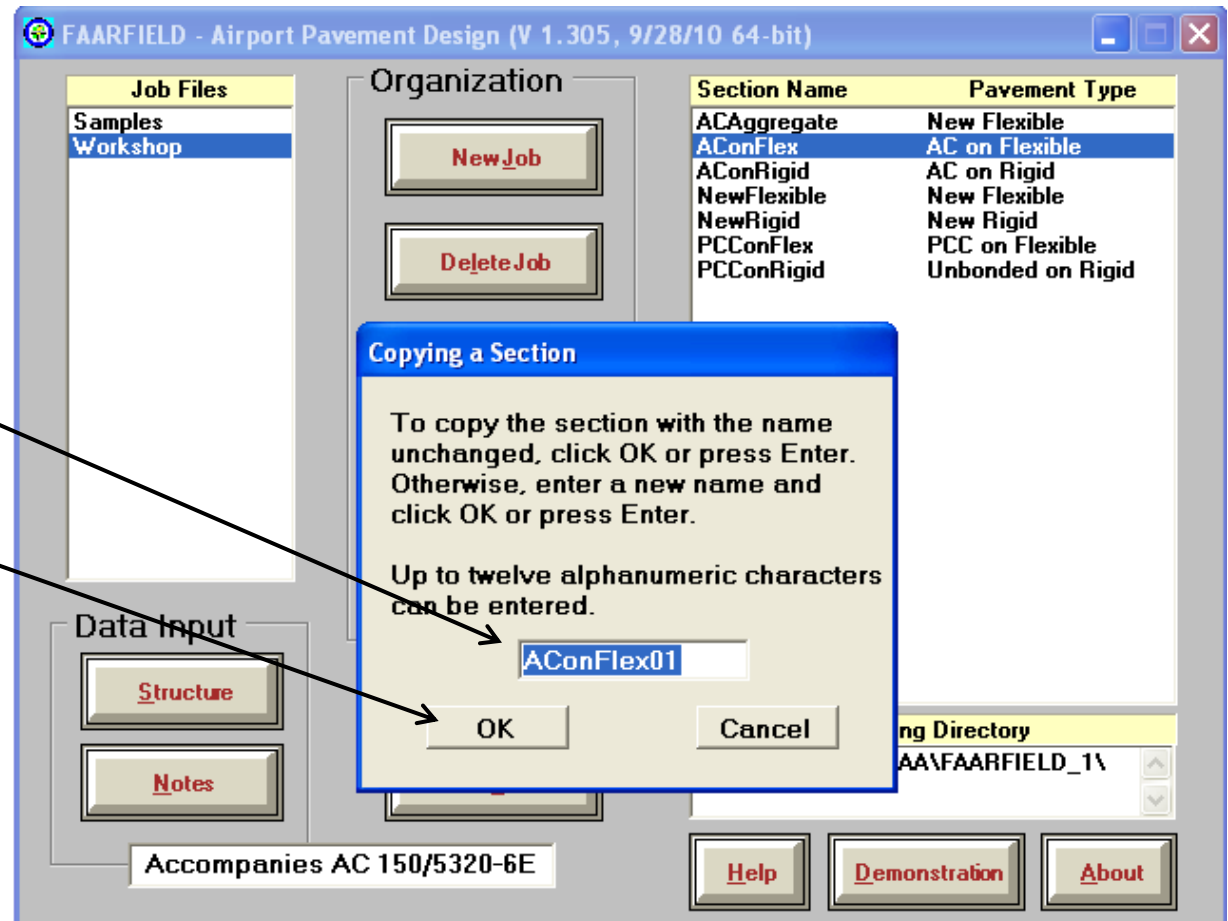 FAARFIELD - Airport Pavement Design (V 1.305, 9/28/10 64-bit)
Job Files
Samples
Workshop
Organization
New Job
Delete Job
Section Name Pavement Type
ACAggregate New Flexible
AConFlex AC on Flexible
AConRigid AC on Rigid
NewFlexible New Flexible
NewRigid New Rigid
PCConFlex PCC on Flexible
PCConRigid Unbonded on Rigid
Copying a Section
To copy the section with the name
unchanged, click OK or press Enter.
Otherwise, enter a new name and
click OK or press Enter.
Up to twelve alphanumeric characters
can be entered.
AConFlex01
OK Cancel
Data Input
Structure
Notes
ng Directory
AA\FAARFIELD_1\
Accompanies AC 150/5320-6E
Help Demonstration About